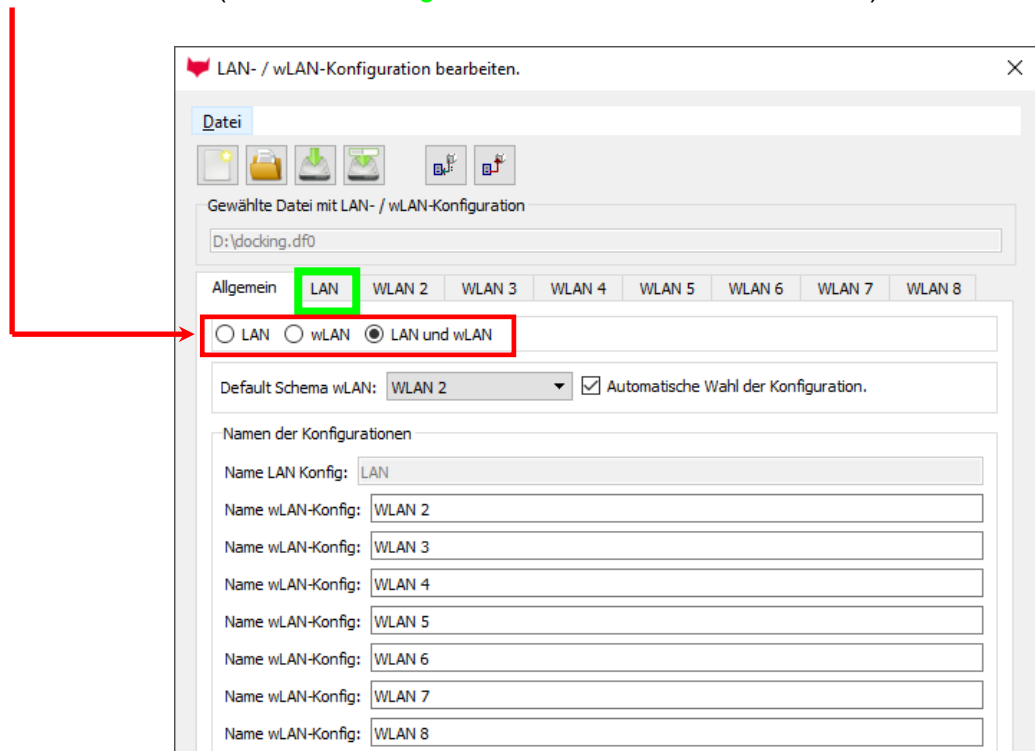 LAN- / wLAN-Konfiguration bearbeiten.
Datei
Gewählte Datei mit LAN- / wLAN-Konfiguration
D:\docking.df0
Allgemein LAN WLAN 2 WLAN 3 WLAN 4 WLAN 5 WLAN 6 WLAN 7 WLAN 8
LAN wLAN LAN und wLAN
Default Schema wLAN: WLAN 2 Automatische Wahl der Konfiguration.
Namen der Konfigurationen
Name LAN Konfig: LAN
Name wLAN-Konfig: WLAN 2
Name wLAN-Konfig: WLAN 3
Name wLAN-Konfig: WLAN 4
Name wLAN-Konfig: WLAN 5
Name wLAN-Konfig: WLAN 6
Name wLAN-Konfig: WLAN 7
Name wLAN-Konfig: WLAN 8